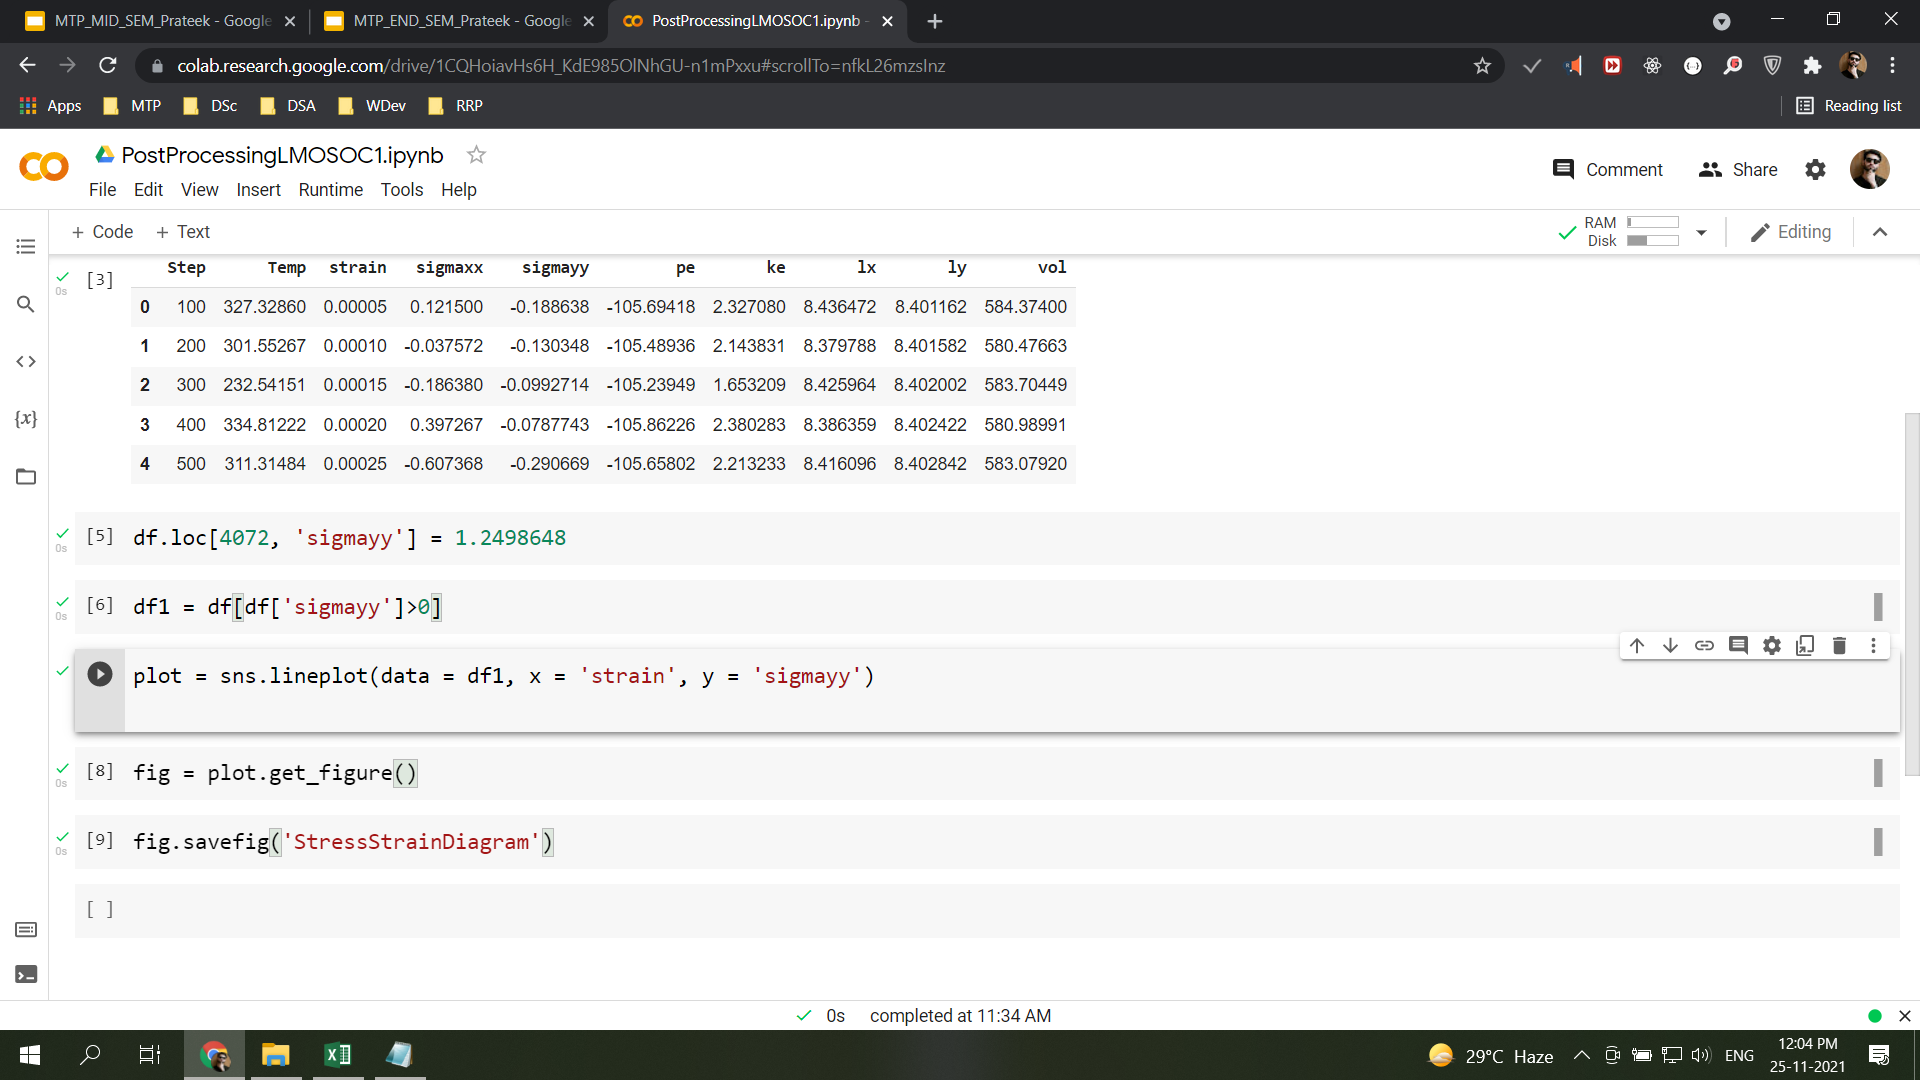 MTP_MID_SEM_Prateek - Google
MTP_END_SEM_Prateek - Google
PostProcessingLMOSOC1.ipynb -
colab.research.google.com/drive/1CQHoiavHs6H_KdE985OlNhGU-n1mPxxu#scrollTo=nfkL26mzsInz
Apps MTP DSc DSA WDev RRP Reading list
PostProcessingLMOSOC1.ipynb
File Edit View Insert Runtime Tools Help
Comment Share
+ Code + Text
RAM
Disk
Editing
[3]
0s
Step Temp strain sigmaxx sigmayy pe ke lx ly vol
0 100 327.32860 0.00005 0.121500 -0.188638 -105.69418 2.327080 8.436472 8.401162 584.37400
1 200 301.55267 0.00010 -0.037572 -0.130348 -105.48936 2.143831 8.379788 8.401582 580.47663
2 300 232.54151 0.00015 -0.186380 -0.0992714 -105.23949 1.653209 8.425964 8.402002 583.70449
3 400 334.81222 0.00020 0.397267 -0.0787743 -105.86226 2.380283 8.386359 8.402422 580.98991
4 500 311.31484 0.00025 -0.607368 -0.290669 -105.65802 2.213233 8.416096 8.402842 583.07920
[5] df.loc[4072, 'sigmayy'] = 1.2498648
0s
[6] df1 = df[df['sigmayy']>0]
0s
plot = sns.lineplot(data = df1, x = 'strain', y = 'sigmayy')
[8] fig = plot.get_figure()
0s
[9] fig.savefig('StressStrainDiagram')
0s
[ ]
0s completed at 11:34 AM
29°C Haze
ENG
12:04 PM
25-11-2021